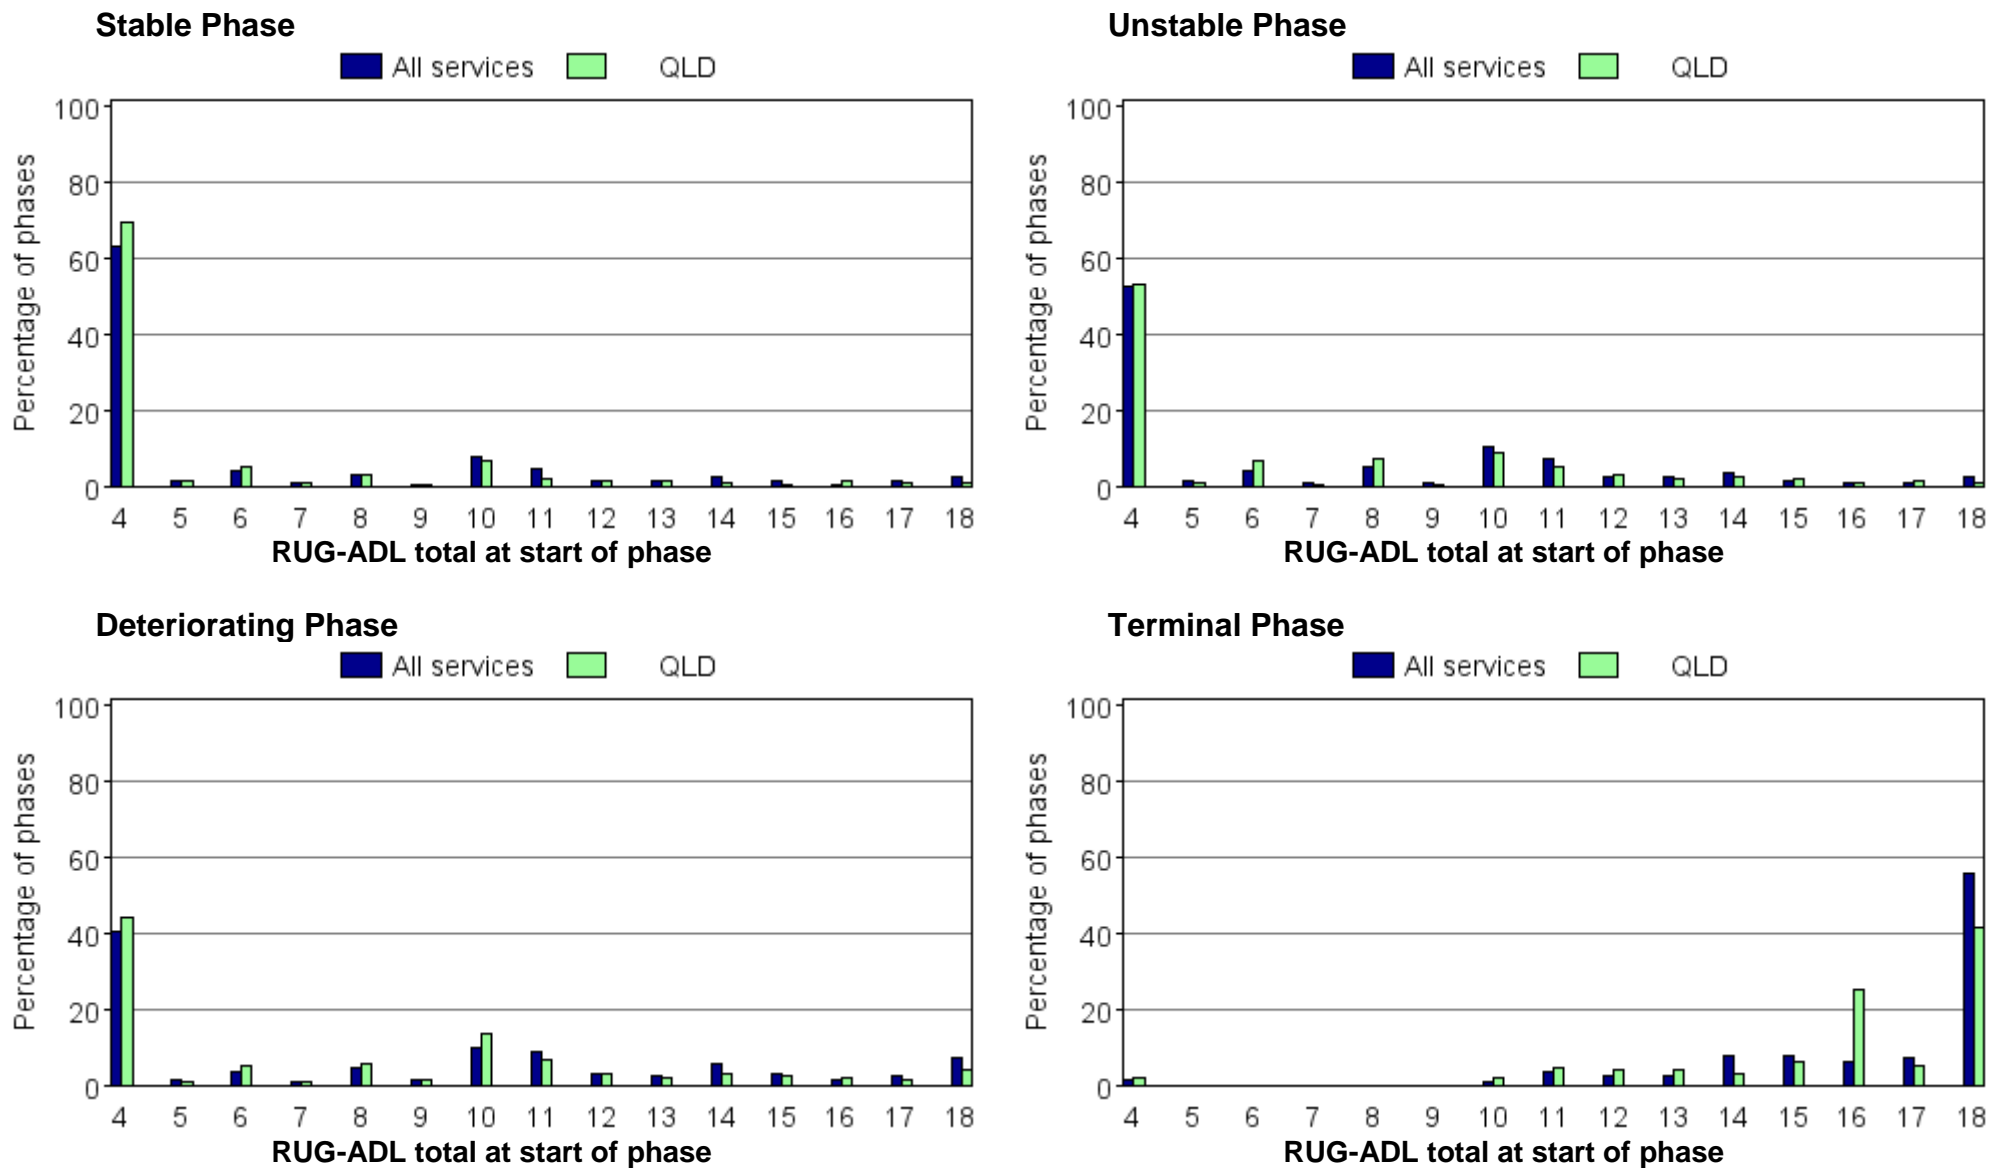 Stable Phase
All services QLD
100
80
60
40
20
0
Percentage of phases
4 5 6 7 8 9 10 11 12 13 14 15 16 17 18
RUG-ADL total at start of phase
Unstable Phase
All services QLD
100
80
60
40
20
0
Percentage of phases
4 5 6 7 8 9 10 11 12 13 14 15 16 17 18
RUG-ADL total at start of phase
Deteriorating Phase
All services QLD
100
80
60
40
20
0
Percentage of phases
4 5 6 7 8 9 10 11 12 13 14 15 16 17 18
RUG-ADL total at start of phase
Terminal Phase
All services QLD
100
80
60
40
20
0
Percentage of phases
4 5 6 7 8 9 10 11 12 13 14 15 16 17 18
RUG-ADL total at start of phase